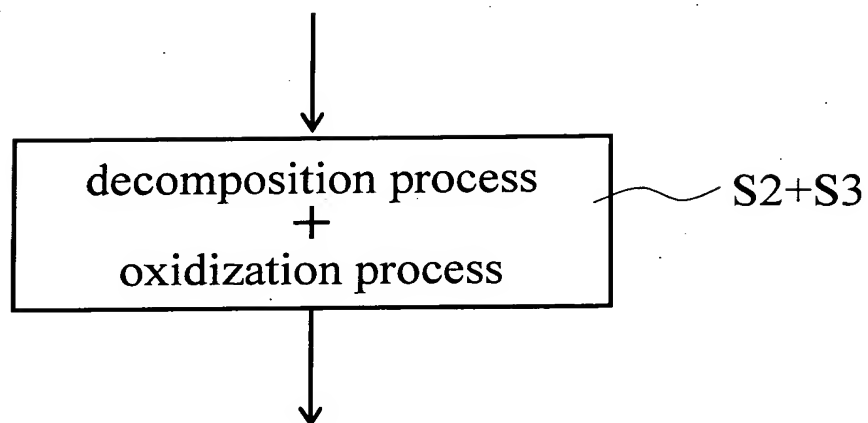 decomposition process
+
oxidization process
S2+S3